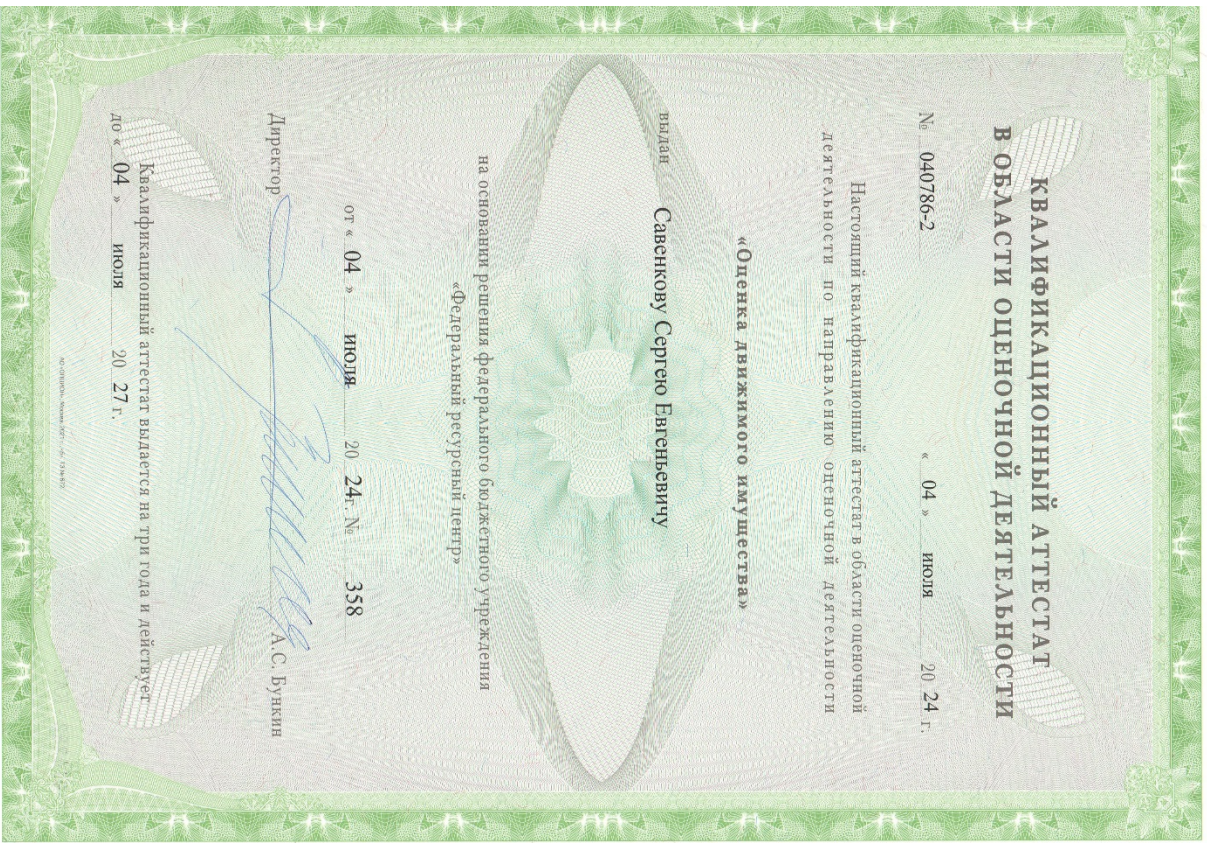 КВАЛИФИКАЦИОННЫЙ АТТЕСТАТ
В ОБЛАСТИ ОЦЕНОЧНОЙ ДЕЯТЕЛЬНОСТИ
№ 040786-2 « 04 » июля 20 24 г.
Настоящий квалификационный аттестат в области оценочной
деятельности по направлению оценочной деятельности
«Оценка движимого имущества»
выдан Савенкову Сергею Евгеньевичу
на основании решения федерального бюджетного учреждения
«Федеральный ресурсный центр»
от « 04 » июля 20 24г. № 358
Директор А.С. Бункин
Квалификационный аттестат выдается на три года и действует
до « 04 » июля 20 27 г.